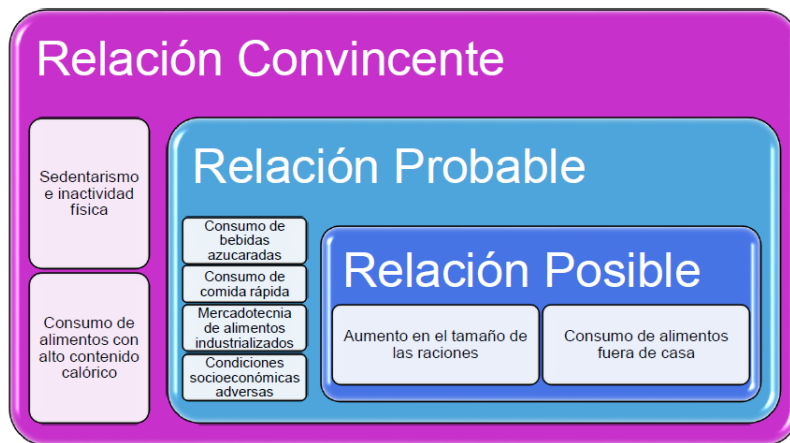 Relación Convincente
Sedentarismo
e inactividad
física
Consumo de
alimentos con
alto contenido
calórico
Relación Probable
Consumo de
bebidas
azucaradas
Consumo de
comida rápida
Mercadotecnia
de alimentos
industrializados
Condiciones
socioeconómicas
adversas
Relación Posible
Aumento en el tamaño de
las raciones
Consumo de alimentos
fuera de casa